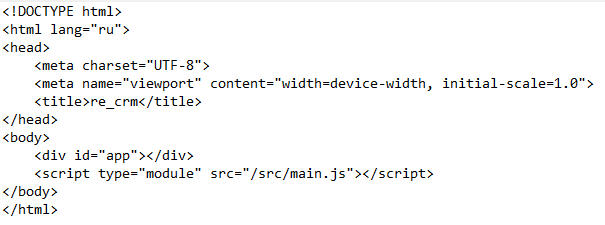 <!DOCTYPE html>
<html lang="ru">
<head>
    <meta charset="UTF-8">
    <meta name="viewport" content="width=device-width, initial-scale=1.0">
    <title>re_crm</title>
</head>
<body>
    <div id="app"></div>
    <script type="module" src="/src/main.js"></script>
</body>
</html>